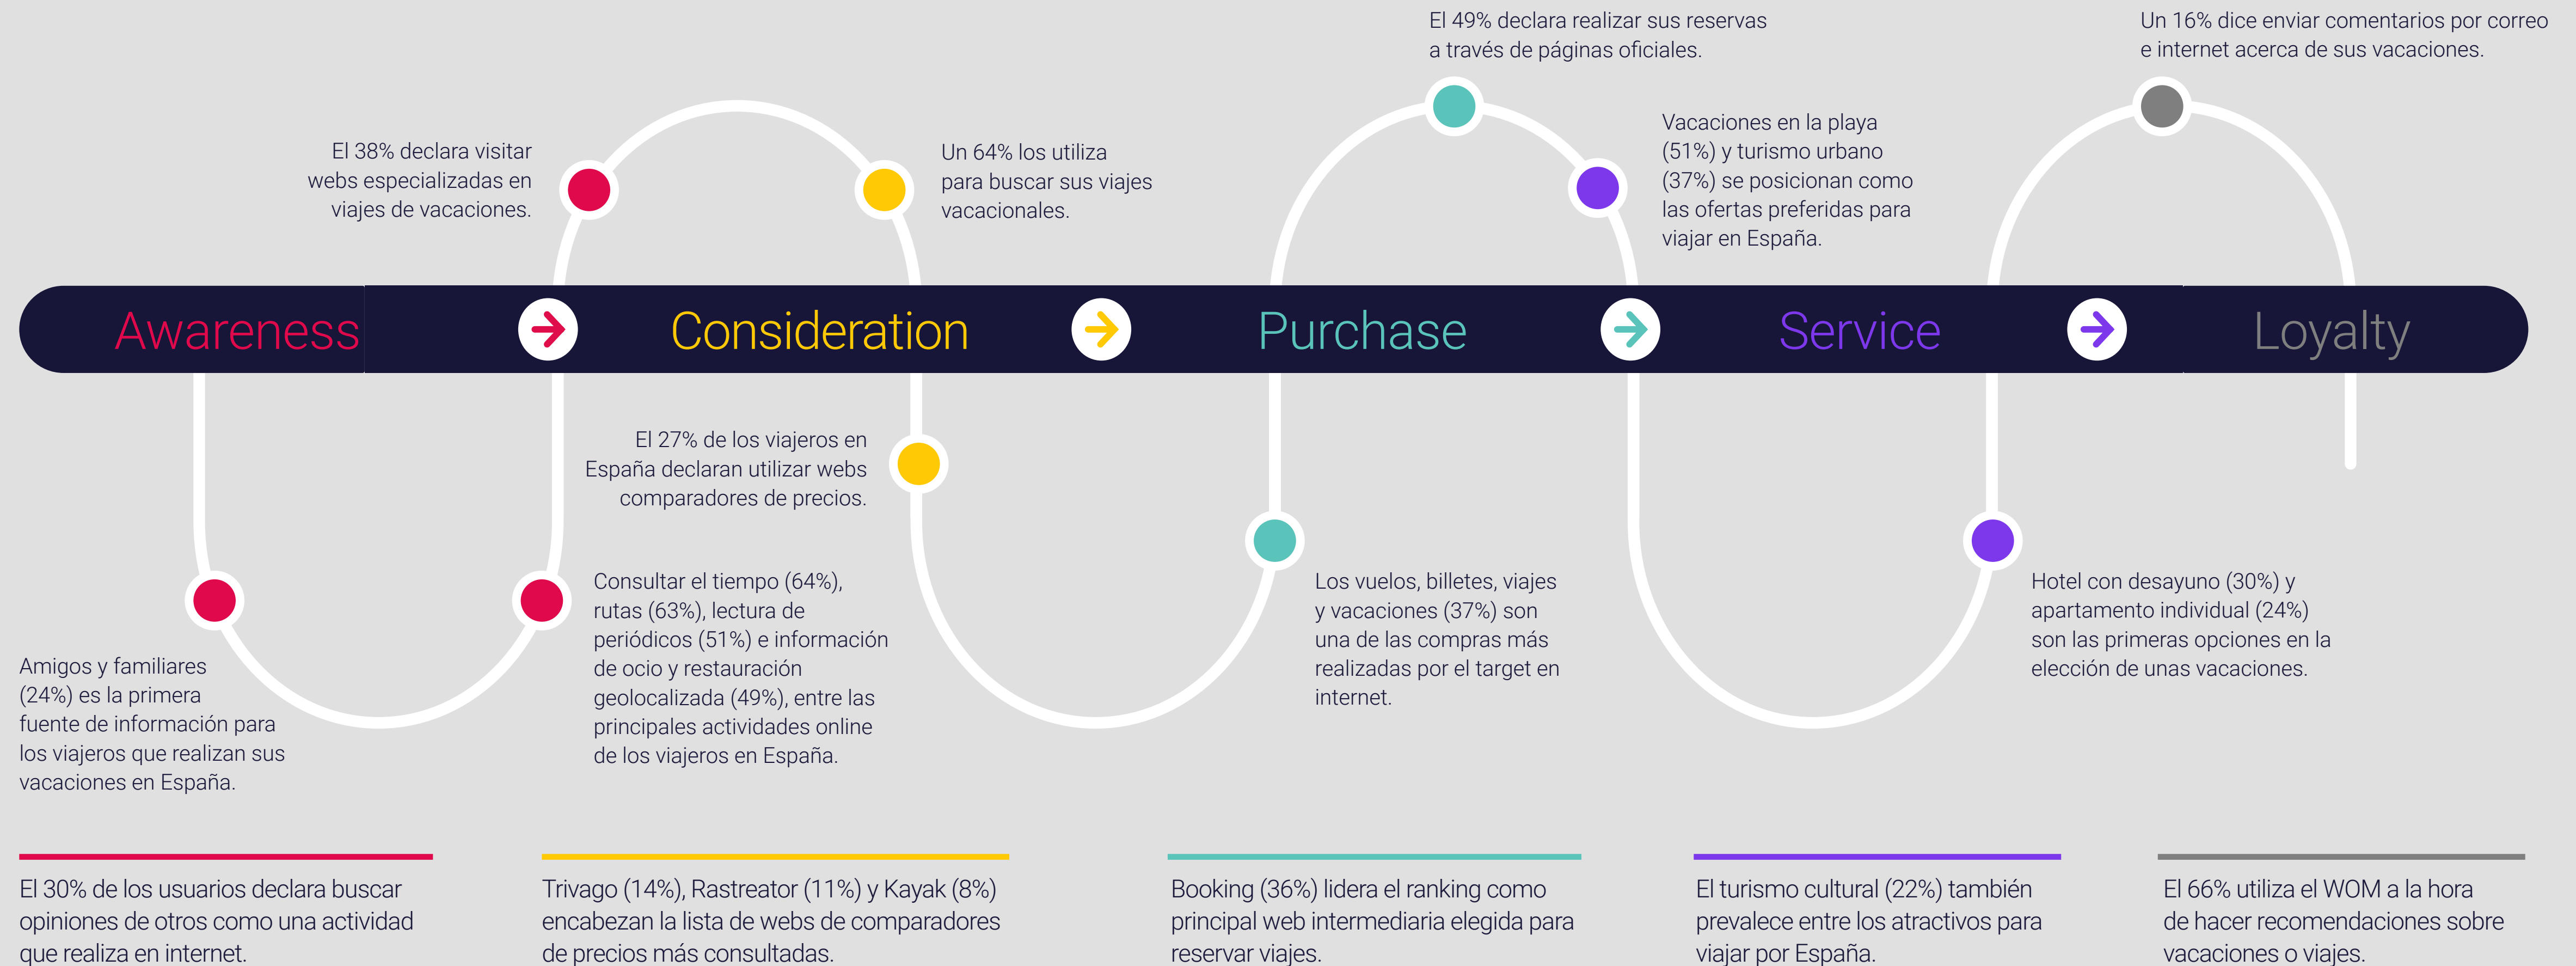 El 49% declara realizar sus reservas
a través de páginas oficiales.
Un 16% dice enviar comentarios por correo
e internet acerca de sus vacaciones.
El 38% declara visitar
webs especializadas en
viajes de vacaciones.
Un 64% los utiliza
para buscar sus viajes
vacacionales.
Vacaciones en la playa
(51%) y turismo urbano
(37%) se posicionan como
las ofertas preferidas para
viajar en España.
Awareness
Consideration
Purchase
Service
Loyalty
El 27% de los viajeros en
España declaran utilizar webs
comparadores de precios.
Amigos y familiares
(24%) es la primera
fuente de información para
los viajeros que realizan sus
vacaciones en España.
Consultar el tiempo (64%),
rutas (63%), lectura de
periódicos (51%) e información
de ocio y restauración
geolocalizada (49%), entre las
principales actividades online
de los viajeros en España.
Los vuelos, billetes, viajes
y vacaciones (37%) son
una de las compras más
realizadas por el target en
internet.
Hotel con desayuno (30%) y
apartamento individual (24%)
son las primeras opciones en la
elección de unas vacaciones.
El 30% de los usuarios declara buscar
opiniones de otros como una actividad
que realiza en internet.
Trivago (14%), Rastreator (11%) y Kayak (8%)
encabezan la lista de webs de comparadores
de precios más consultadas.
Booking (36%) lidera el ranking como
principal web intermediaria elegida para
reservar viajes.
El turismo cultural (22%) también
prevalece entre los atractivos para
viajar por España.
El 66% utiliza el WOM a la hora
de hacer recomendaciones sobre
vacaciones o viajes.